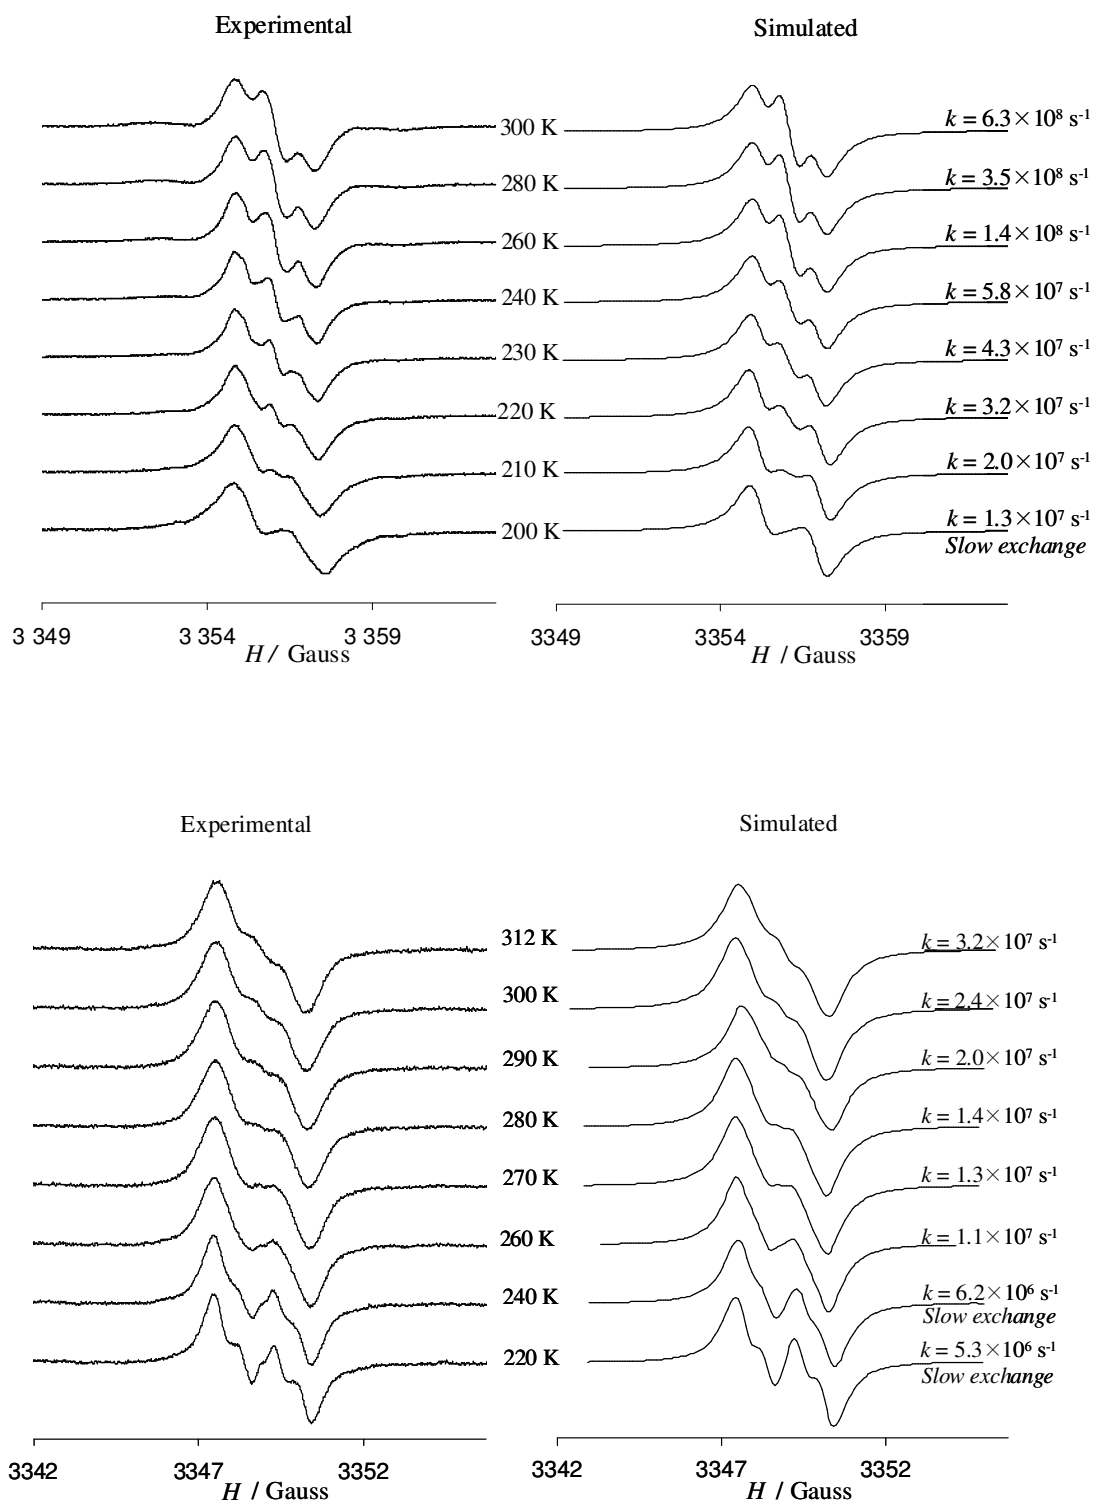 Experimental Simulated
300 K k = 6.3×10⁸ s⁻¹
280 K k = 3.5×10⁸ s⁻¹
260 K k = 1.4×10⁸ s⁻¹
240 K k = 5.8×10⁷ s⁻¹
230 K k = 4.3×10⁷ s⁻¹
220 K k = 3.2×10⁷ s⁻¹
210 K k = 2.0×10⁷ s⁻¹
200 K k = 1.3×10⁷ s⁻¹
Slow exchange
3 349 3 354 3 359 3349 3354 3359
H / Gauss H / Gauss
Experimental Simulated
312 K k = 3.2×10⁷ s⁻¹
300 K k = 2.4×10⁷ s⁻¹
290 K k = 2.0×10⁷ s⁻¹
280 K k = 1.4×10⁷ s⁻¹
270 K k = 1.3×10⁷ s⁻¹
260 K k = 1.1×10⁷ s⁻¹
240 K k = 6.2×10⁶ s⁻¹
Slow exchange
220 K k = 5.3×10⁶ s⁻¹
Slow exchange
3342 3347 3352 3342 3347 3352
H / Gauss H / Gauss